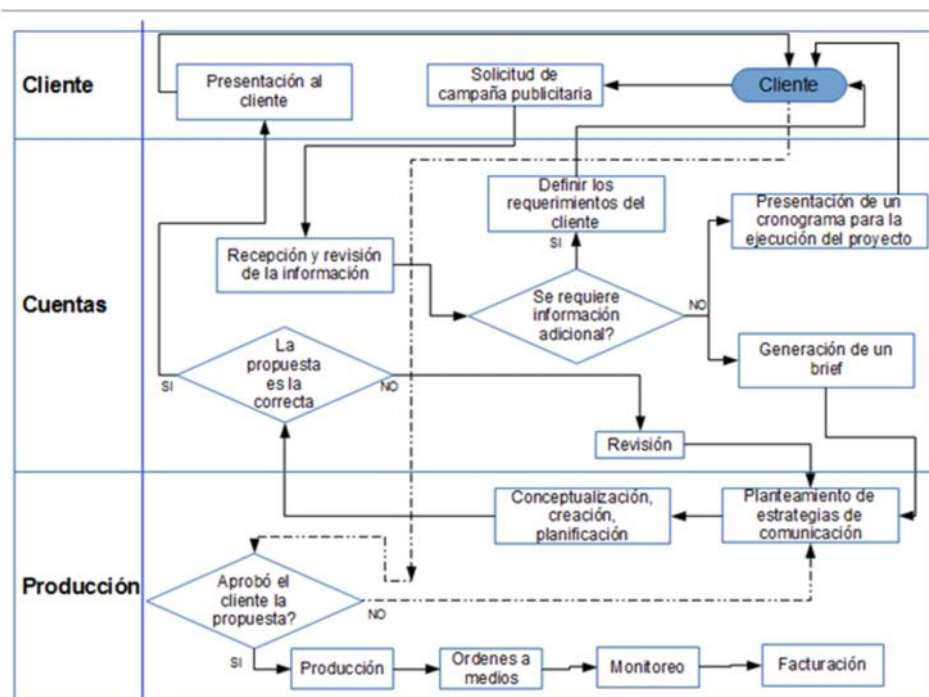 Cliente
Presentación al
cliente
Solicitud de
campaña publicitaria
Cliente
Cuentas
Definir los
requerimientos del
cliente
Presentación de un
cronograma para la
ejecución del proyecto
Recepción y revisión
de la información
SI
Se requiere
información
adicional?
NO
La
propuesta
es la
correcta
SI
NO
Generación de un
brief
Revisión
Producción
Conceptualización,
creación,
planificación
Planteamiento de
estrategias de
comunicación
Aprobó el
cliente la
propuesta?
NO
SI
Producción
Ordenes a
medios
Monitoreo
Facturación